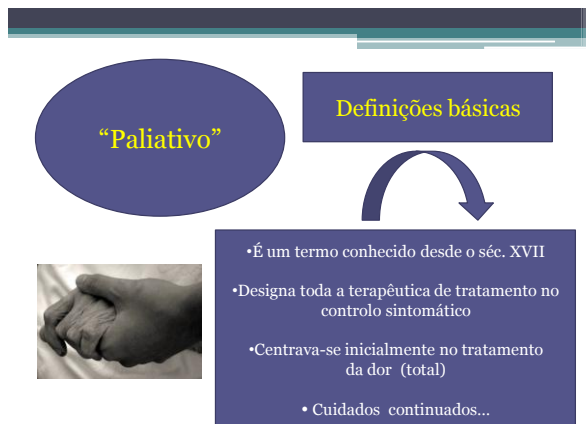 “Paliativo”
Definições básicas
•É um termo conhecido desde o séc. XVII
•Designa toda a terapêutica de tratamento no
controlo sintomático
•Centrava-se inicialmente no tratamento
da dor (total)
• Cuidados continuados...